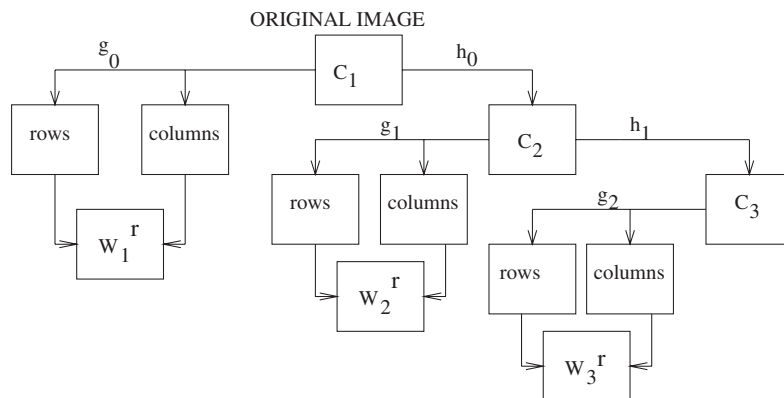 ORIGINAL IMAGE
g0
C1
h0
rows
columns
g1
C2
h1
rows
columns
g2
C3
W1r
rows
columns
W2r
W3r